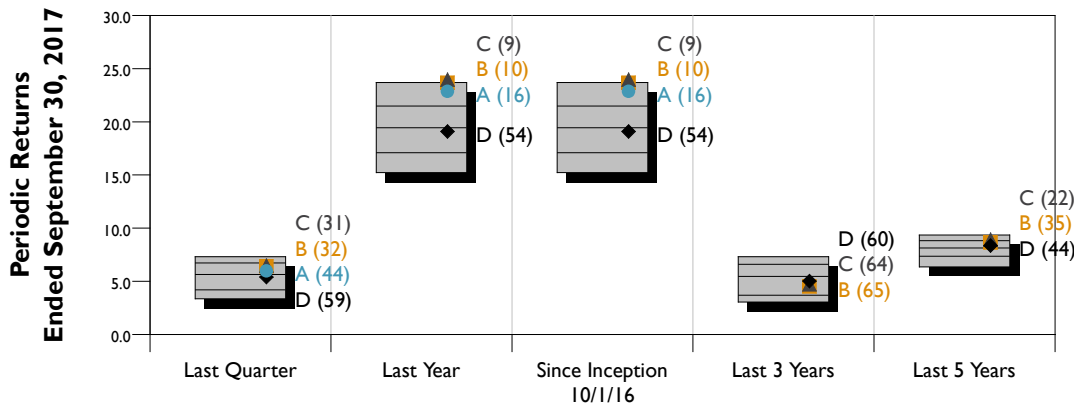 Periodic Returns
Ended September 30, 2017
30.0
25.0
20.0
15.0
10.0
5.0
0.0
C (31)
B (32)
A (44)
D (59)
C (9)
B (10)
A (16)
D (54)
C (9)
B (10)
A (16)
D (54)
D (60)
C (64)
B (65)
C (22)
B (35)
D (44)
Last Quarter
Last Year
Since Inception
10/1/16
Last 3 Years
Last 5 Years